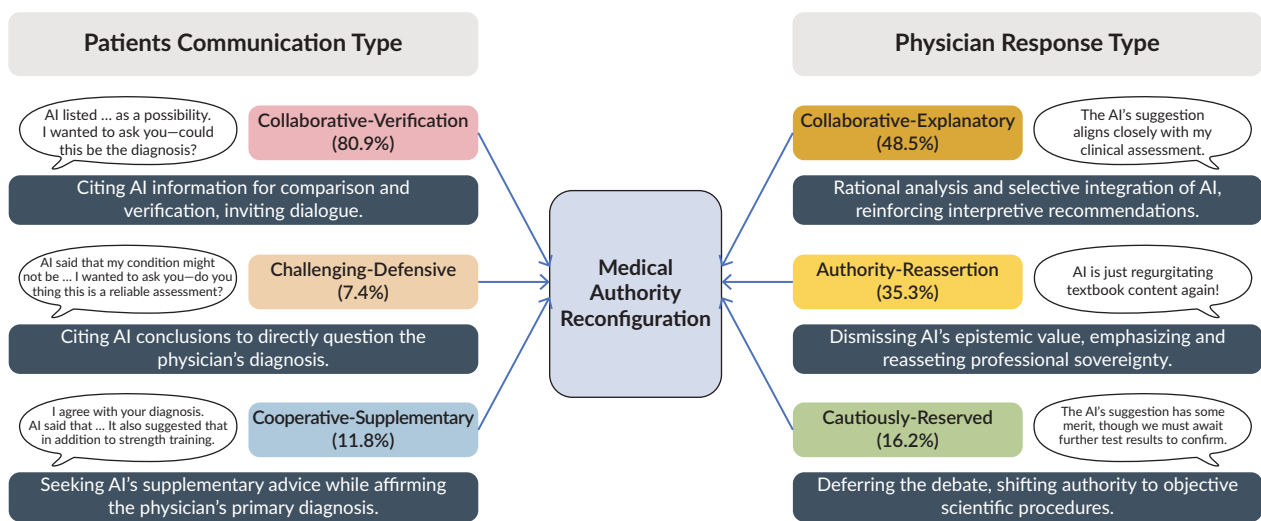 Patients Communication Type
AI listed ... as a possibility.
I wanted to ask you—could
this be the diagnosis?
Collaborative-Verification
(80.9%)
Citing AI information for comparison and
verification, inviting dialogue.
AI said that my condition might
not be ... I wanted to ask you—do you
thing this is a reliable assessment?
Challenging-Defensive
(7.4%)
Citing AI conclusions to directly question the
physician's diagnosis.
I agree with your diagnosis.
AI said that ... It also suggested that
in addition to strength training.
Cooperative-Supplementary
(11.8%)
Seeking AI's supplementary advice while affirming
the physician's primary diagnosis.
Medical
Authority
Reconfiguration
Physician Response Type
Collaborative-Explanatory
(48.5%)
The AI's suggestion
aligns closely with my
clinical assessment.
Rational analysis and selective integration of AI,
reinforcing interpretive recommendations.
Authority-Reassertion
(35.3%)
AI is just regurgitating
textbook content again!
Dismissing AI's epistemic value, emphasizing and
reasseting professional sovereignty.
Cautiously-Reserved
(16.2%)
The AI's suggestion has some
merit, though we must await
further test results to confirm.
Deferring the debate, shifting authority to objective
scientific procedures.